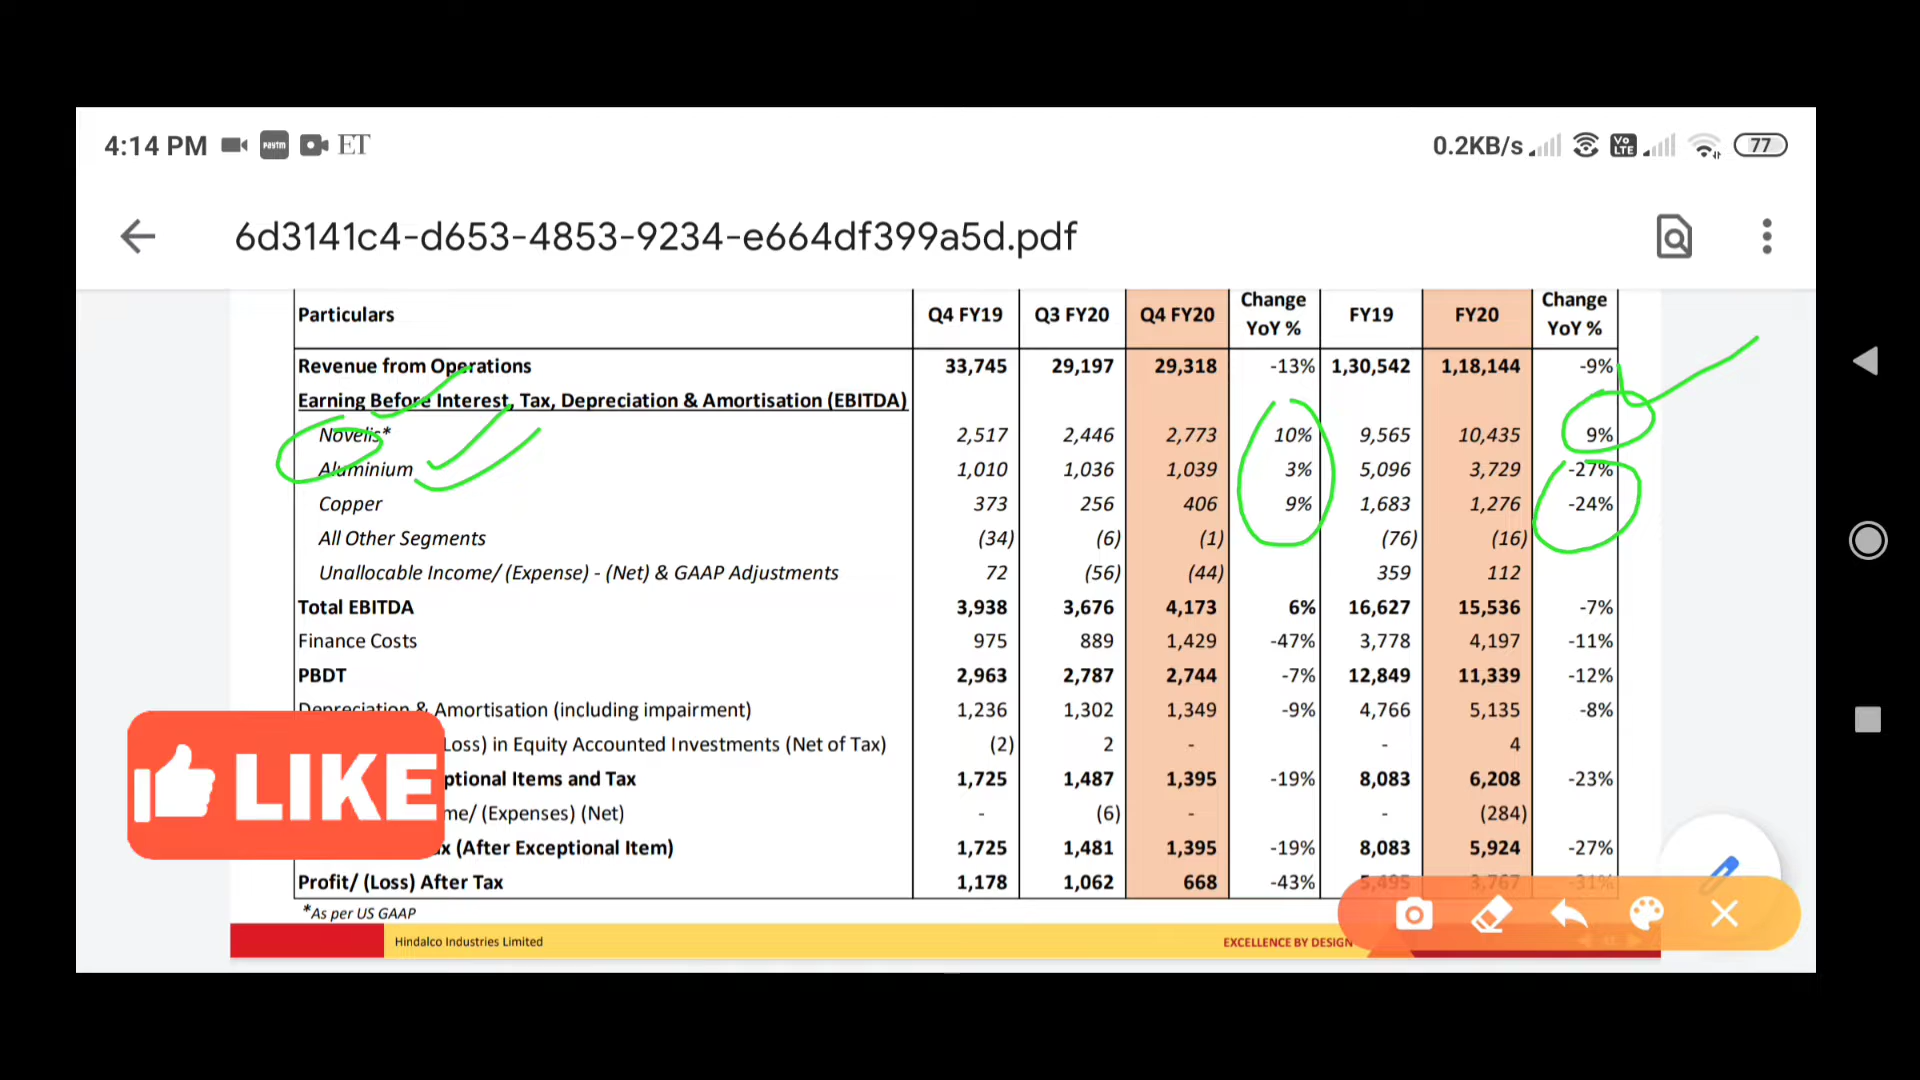 4:14 PM paytm ET 0.2KB/s Vo LTE 77
6d3141c4-d653-4853-9234-e664df399a5d.pdf
Particulars Q4 FY19 Q3 FY20 Q4 FY20 Change YoY % FY19 FY20 Change YoY %
Revenue from Operations 33,745 29,197 29,318 -13% 1,30,542 1,18,144 -9%
Earning Before Interest, Tax, Depreciation & Amortisation (EBITDA)
Novelis* 2,517 2,446 2,773 10% 9,565 10,435 9%
Aluminium 1,010 1,036 1,039 3% 5,096 3,729 -27%
Copper 373 256 406 9% 1,683 1,276 -24%
All Other Segments (34) (6) (1) (76) (16)
Unallocable Income/ (Expense) - (Net) & GAAP Adjustments 72 (56) (44) 359 112
Total EBITDA 3,938 3,676 4,173 6% 16,627 15,536 -7%
Finance Costs 975 889 1,429 -47% 3,778 4,197 -11%
PBDT 2,963 2,787 2,744 -7% 12,849 11,339 -12%
Depreciation & Amortisation (including impairment) 1,236 1,302 1,349 -9% 4,766 5,135 -8%
Loss) in Equity Accounted Investments (Net of Tax) (2) 2 - - 4
ptional Items and Tax 1,725 1,487 1,395 -19% 8,083 6,208 -23%
me/ (Expenses) (Net) - (6) - - (284)
x (After Exceptional Item) 1,725 1,481 1,395 -19% 8,083 5,924 -27%
Profit/ (Loss) After Tax 1,178 1,062 668 -43% 5,495 3,767 -31%
*As per US GAAP
LIKE
Hindalco Industries Limited EXCELLENCE BY DESIGN